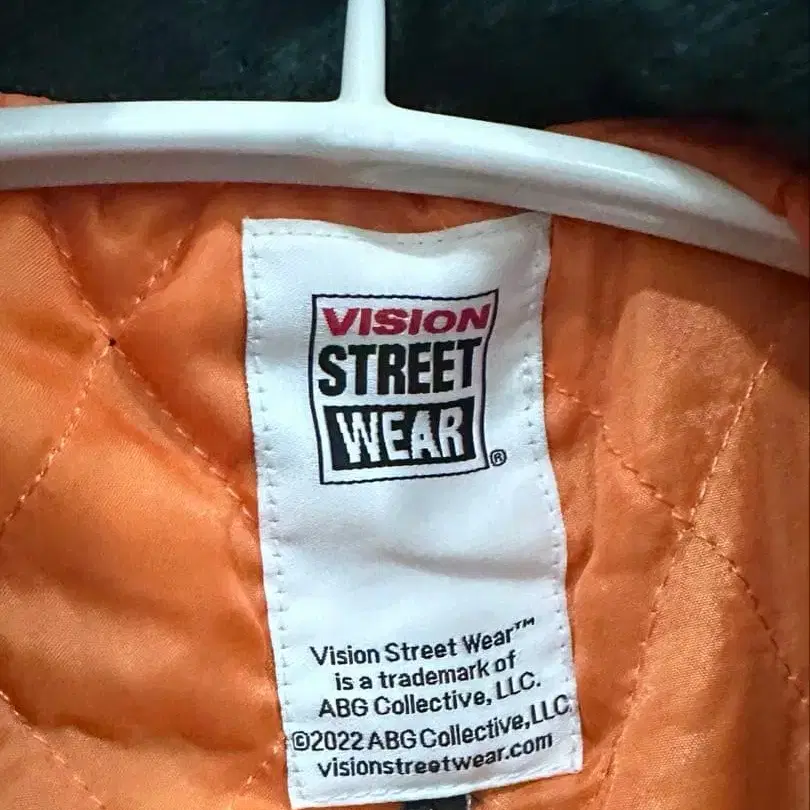 VISION
STREET
WEAR
®
Vision Street Wear™
is a trademark of
ABG Collective, LLC.
©2022 ABG Collective, LLC
visionstreetwear.com